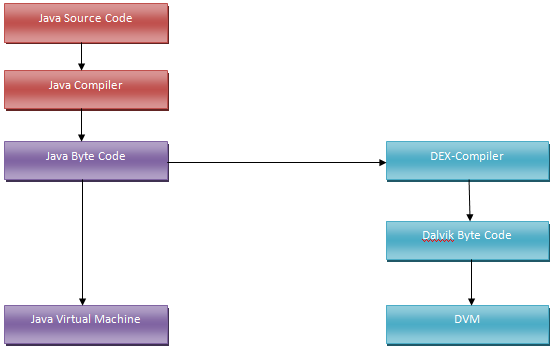 Java Source Code
Java Compiler
Java Byte Code
DEX-Compiler
Dalvik Byte Code
Java Virtual Machine
DVM